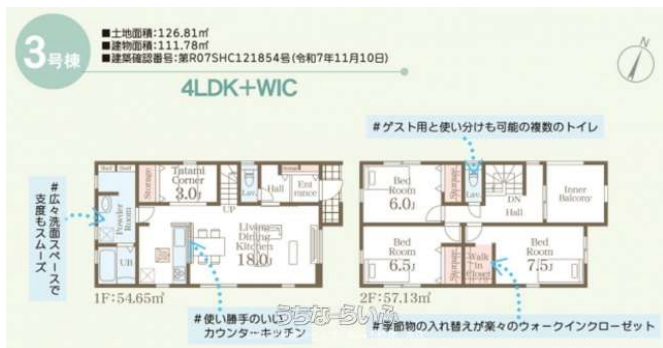 3号棟
■土地面積:126.81㎡
■建物面積:111.78㎡
■建築確認番号:第R07SHC121854号(令和7年11月10日)
4LDK+WIC
N
#ゲスト用と使い分けも可能の複数のトイレ
#広々洗面スペースで
支度もスムーズ
Storage
Tatami
Corner
3.0J
Lav.
Hall
Ent
rance
Storage
Powder
Room
UP
Living
Dining
Kitchen
18.0J
UB
1F:54.65㎡
#使い勝手のいい
カウンターキッチン
Bed
Room
6.0J
Storage
Lav.
DN
Hall
Inner
Balcony
Bed
Room
6.5J
Storage
Walk
in
closet
Bed
Room
7.5J
2F:57.13㎡
#季節物の入れ替えが楽々のウォークインクローゼット
うちなーらいふ